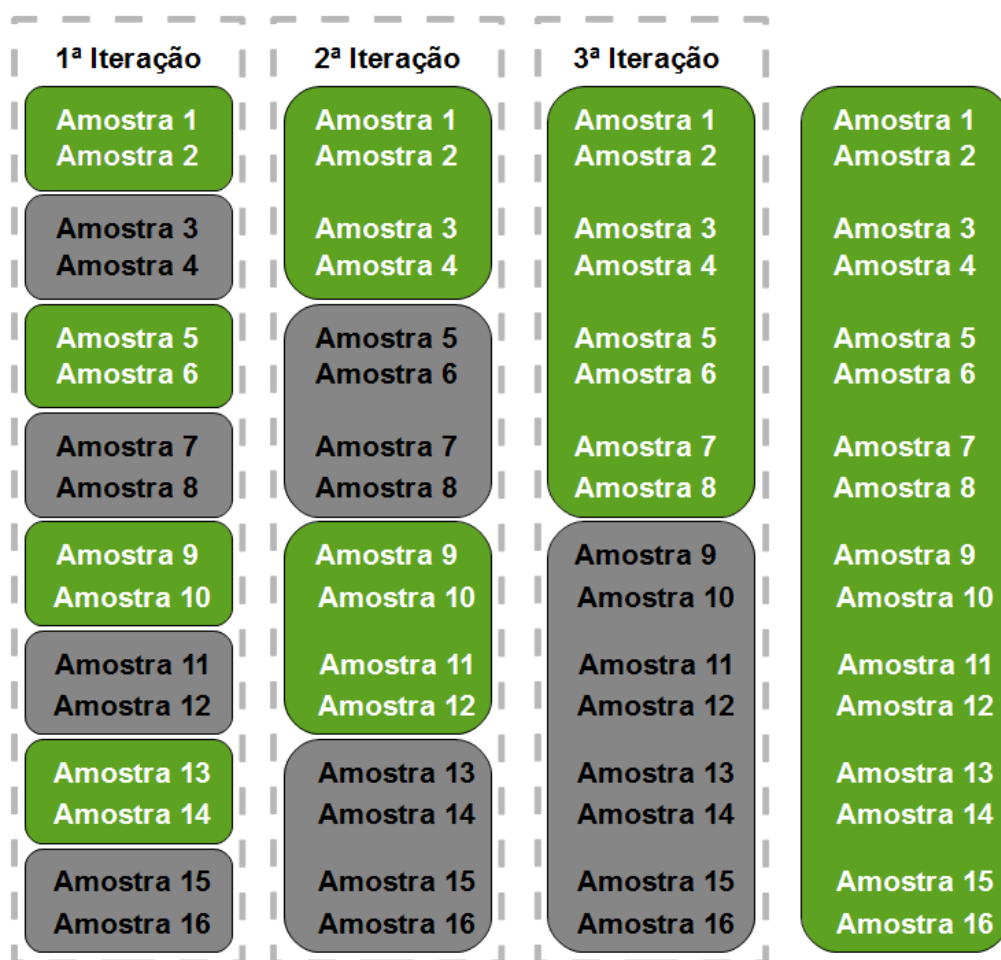 1ª Iteração
Amostra 1
Amostra 2
Amostra 3
Amostra 4
Amostra 5
Amostra 6
Amostra 7
Amostra 8
Amostra 9
Amostra 10
Amostra 11
Amostra 12
Amostra 13
Amostra 14
Amostra 15
Amostra 16
2ª Iteração
Amostra 1
Amostra 2
Amostra 3
Amostra 4
Amostra 5
Amostra 6
Amostra 7
Amostra 8
Amostra 9
Amostra 10
Amostra 11
Amostra 12
Amostra 13
Amostra 14
Amostra 15
Amostra 16
3ª Iteração
Amostra 1
Amostra 2
Amostra 3
Amostra 4
Amostra 5
Amostra 6
Amostra 7
Amostra 8
Amostra 9
Amostra 10
Amostra 11
Amostra 12
Amostra 13
Amostra 14
Amostra 15
Amostra 16
Amostra 1
Amostra 2
Amostra 3
Amostra 4
Amostra 5
Amostra 6
Amostra 7
Amostra 8
Amostra 9
Amostra 10
Amostra 11
Amostra 12
Amostra 13
Amostra 14
Amostra 15
Amostra 16